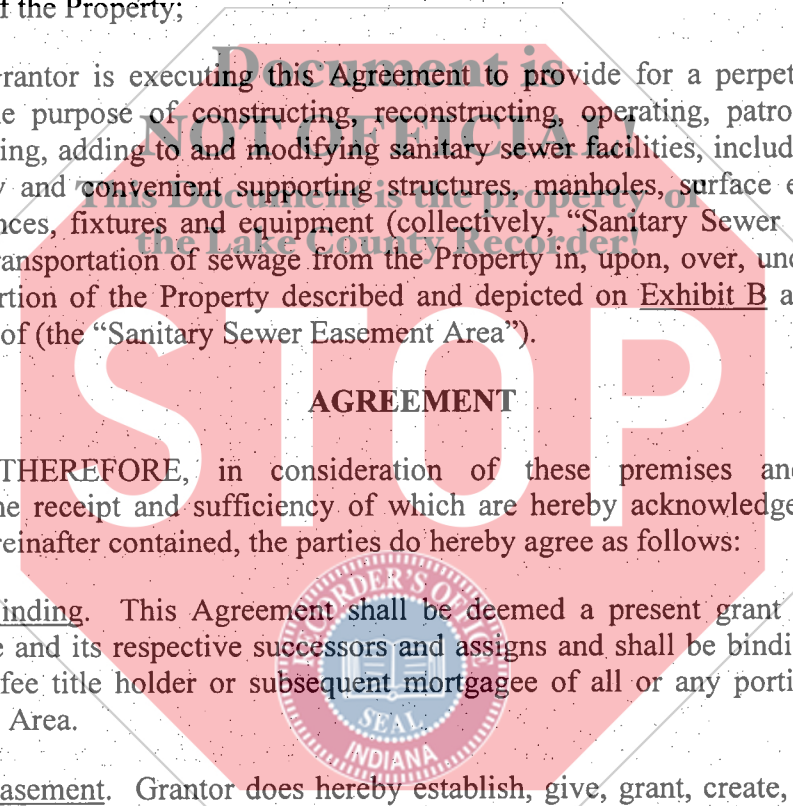 f the Property;
Document is
rantor is executing this Agreement to provide for a perpet
e purpose of constructing, reconstructing, operating, patro
NOT OFFICIAL!
ing, adding to and modifying sanitary sewer facilities, includ
y and convenient supporting structures, manholes, surface e
This Document is the property of
nces, fixtures and equipment (collectively, “Sanitary Sewer
the Lake County Recorder!
ransportation of sewage from the Property in, upon, over, und
rtion of the Property described and depicted on Exhibit B a
of (the “Sanitary Sewer Easement Area”).
STOP
AGREEMENT
THEREFORE, in consideration of these premises and
he receipt and sufficiency of which are hereby acknowledge
reinafter contained, the parties do hereby agree as follows:
RECORDER'S OFFICE
inding. This Agreement shall be deemed a present grant
e and its respective successors and assigns and shall be bindi
fee title holder or subsequent mortgagee of all or any porti
Area.
SEAL
INDIANA
asement. Grantor does hereby establish, give, grant, create,